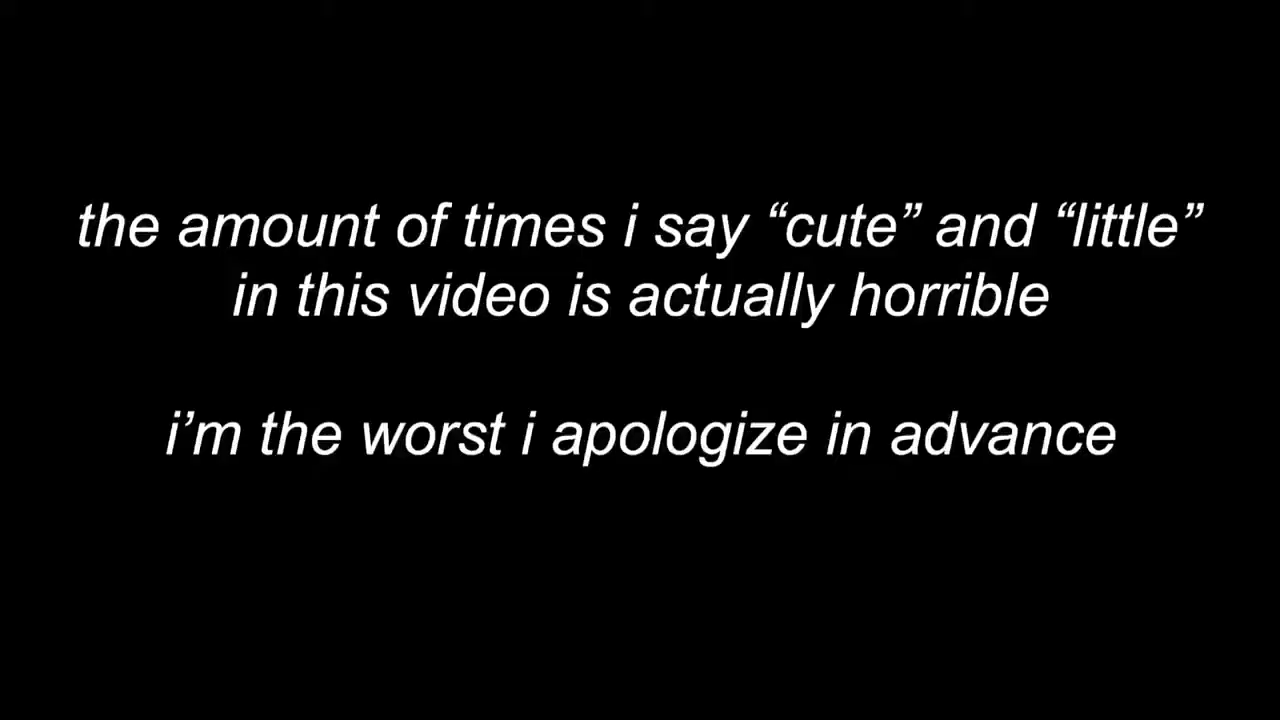 the amount of times i say “cute” and “little”
in this video is actually horrible
i’m the worst i apologize in advance